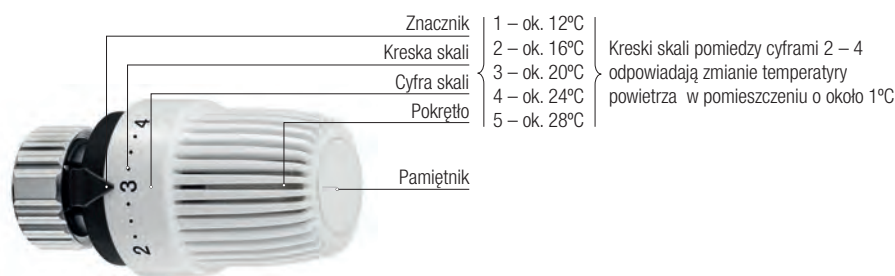 Znacznik
Kreska skali
Cyfra skali
Pokrętło
Pamiętnik
1 – ok. 12ºC
2 – ok. 16ºC
3 – ok. 20ºC
4 – ok. 24ºC
5 – ok. 28ºC
Kreski skali pomiedzy cyframi 2 – 4
odpowiadają zmianie temperatyry
powietrza w pomieszczeniu o około 1ºC
4
3
2